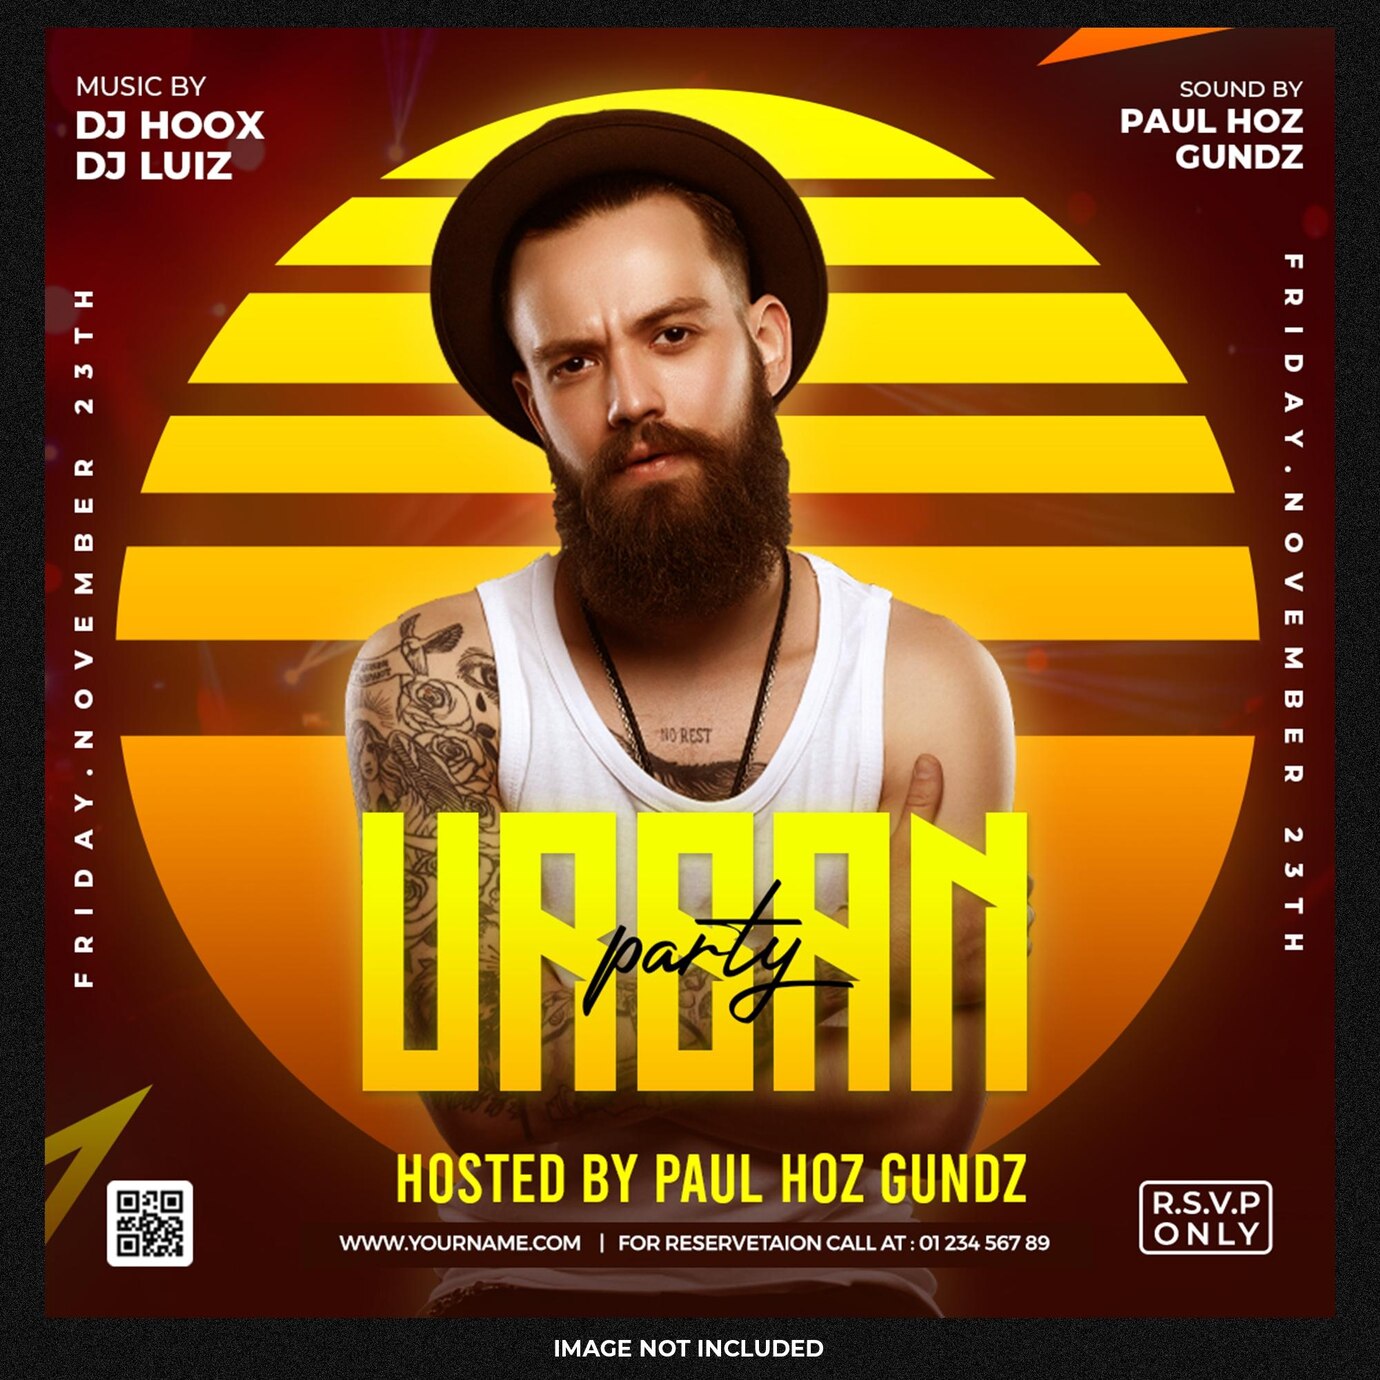 MUSIC BY
DJ HOOX
DJ LUIZ
SOUND BY
PAUL HOZ
GUNDZ
FRIDAY.NOVEMBER 23TH
FRIDAY.NOVEMBER 23TH
NO REST
URBAN
party
HOSTED BY PAUL HOZ GUNDZ
WWW.YOURNAME.COM | FOR RESERVETAION CALL AT : 01 234 567 89
R.S.V.P
ONLY
IMAGE NOT INCLUDED